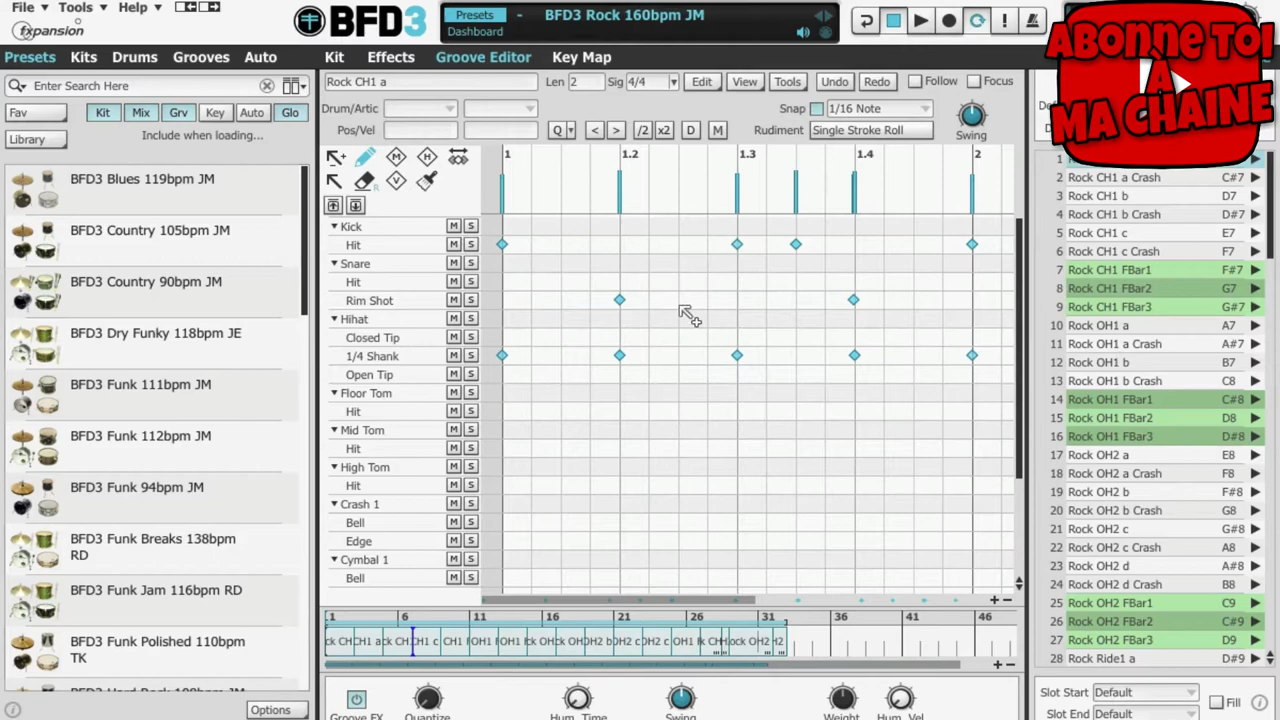 File Tools Help
fxpansion
BFD3
Presets - BFD3 Rock 160bpm JM
Dashboard
ABONNE TOI
À
MA CHAINE
Presets Kits Drums Grooves Auto
Kit Effects Groove Editor Key Map
Enter Search Here
Fav Kit Mix Grv Key Auto Glo
Library Include when loading...
BFD3 Blues 119bpm JM
BFD3 Country 105bpm JM
BFD3 Country 90bpm JM
BFD3 Dry Funky 118bpm JE
BFD3 Funk 111bpm JM
BFD3 Funk 112bpm JM
BFD3 Funk 94bpm JM
BFD3 Funk Breaks 138bpm
RD
BFD3 Funk Jam 116bpm RD
BFD3 Funk Polished 110bpm
TK
Options
Rock CH1 a Len 2 Sig 4/4 Edit View Tools Undo Redo Follow Focus
Drum/Artic Snap 1/16 Note
Pos/Vel Q < > /2 x2 D M Rudiment Single Stroke Roll Swing
1 1.2 1.3 1.4 2
Kick M S
Hit M S
Snare M S
Hit M S
Rim Shot M S
Hihat M S
Closed Tip M S
1/4 Shank M S
Open Tip M S
Floor Tom M S
Hit M S
Mid Tom M S
Hit M S
High Tom M S
Hit M S
Crash 1 M S
Bell M S
Edge M S
Cymbal 1 M S
Bell M S
1 6 11 16 21 26 31 36 41 46
Groove FX Quantize Hum. Time Swing Weight Hum. Vel
1
2 Rock CH1 a Crash C#7
3 Rock CH1 b D7
4 Rock CH1 b Crash D#7
5 Rock CH1 c E7
6 Rock CH1 c Crash F7
7 Rock CH1 FBar1 F#7
8 Rock CH1 FBar2 G7
9 Rock CH1 FBar3 G#7
10 Rock OH1 a A7
11 Rock OH1 a Crash A#7
12 Rock OH1 b B7
13 Rock OH1 b Crash C8
14 Rock OH1 FBar1 C#8
15 Rock OH1 FBar2 D8
16 Rock OH1 FBar3 D#8
17 Rock OH2 a E8
18 Rock OH2 a Crash F8
19 Rock OH2 b F#8
20 Rock OH2 b Crash G8
21 Rock OH2 c G#8
22 Rock OH2 c Crash A8
23 Rock OH2 d A#8
24 Rock OH2 d Crash B8
25 Rock OH2 FBar1 C9
26 Rock OH2 FBar2 C#9
27 Rock OH2 FBar3 D9
28 Rock Ride1 a D#9
Slot Start Default
Slot End Default Fill